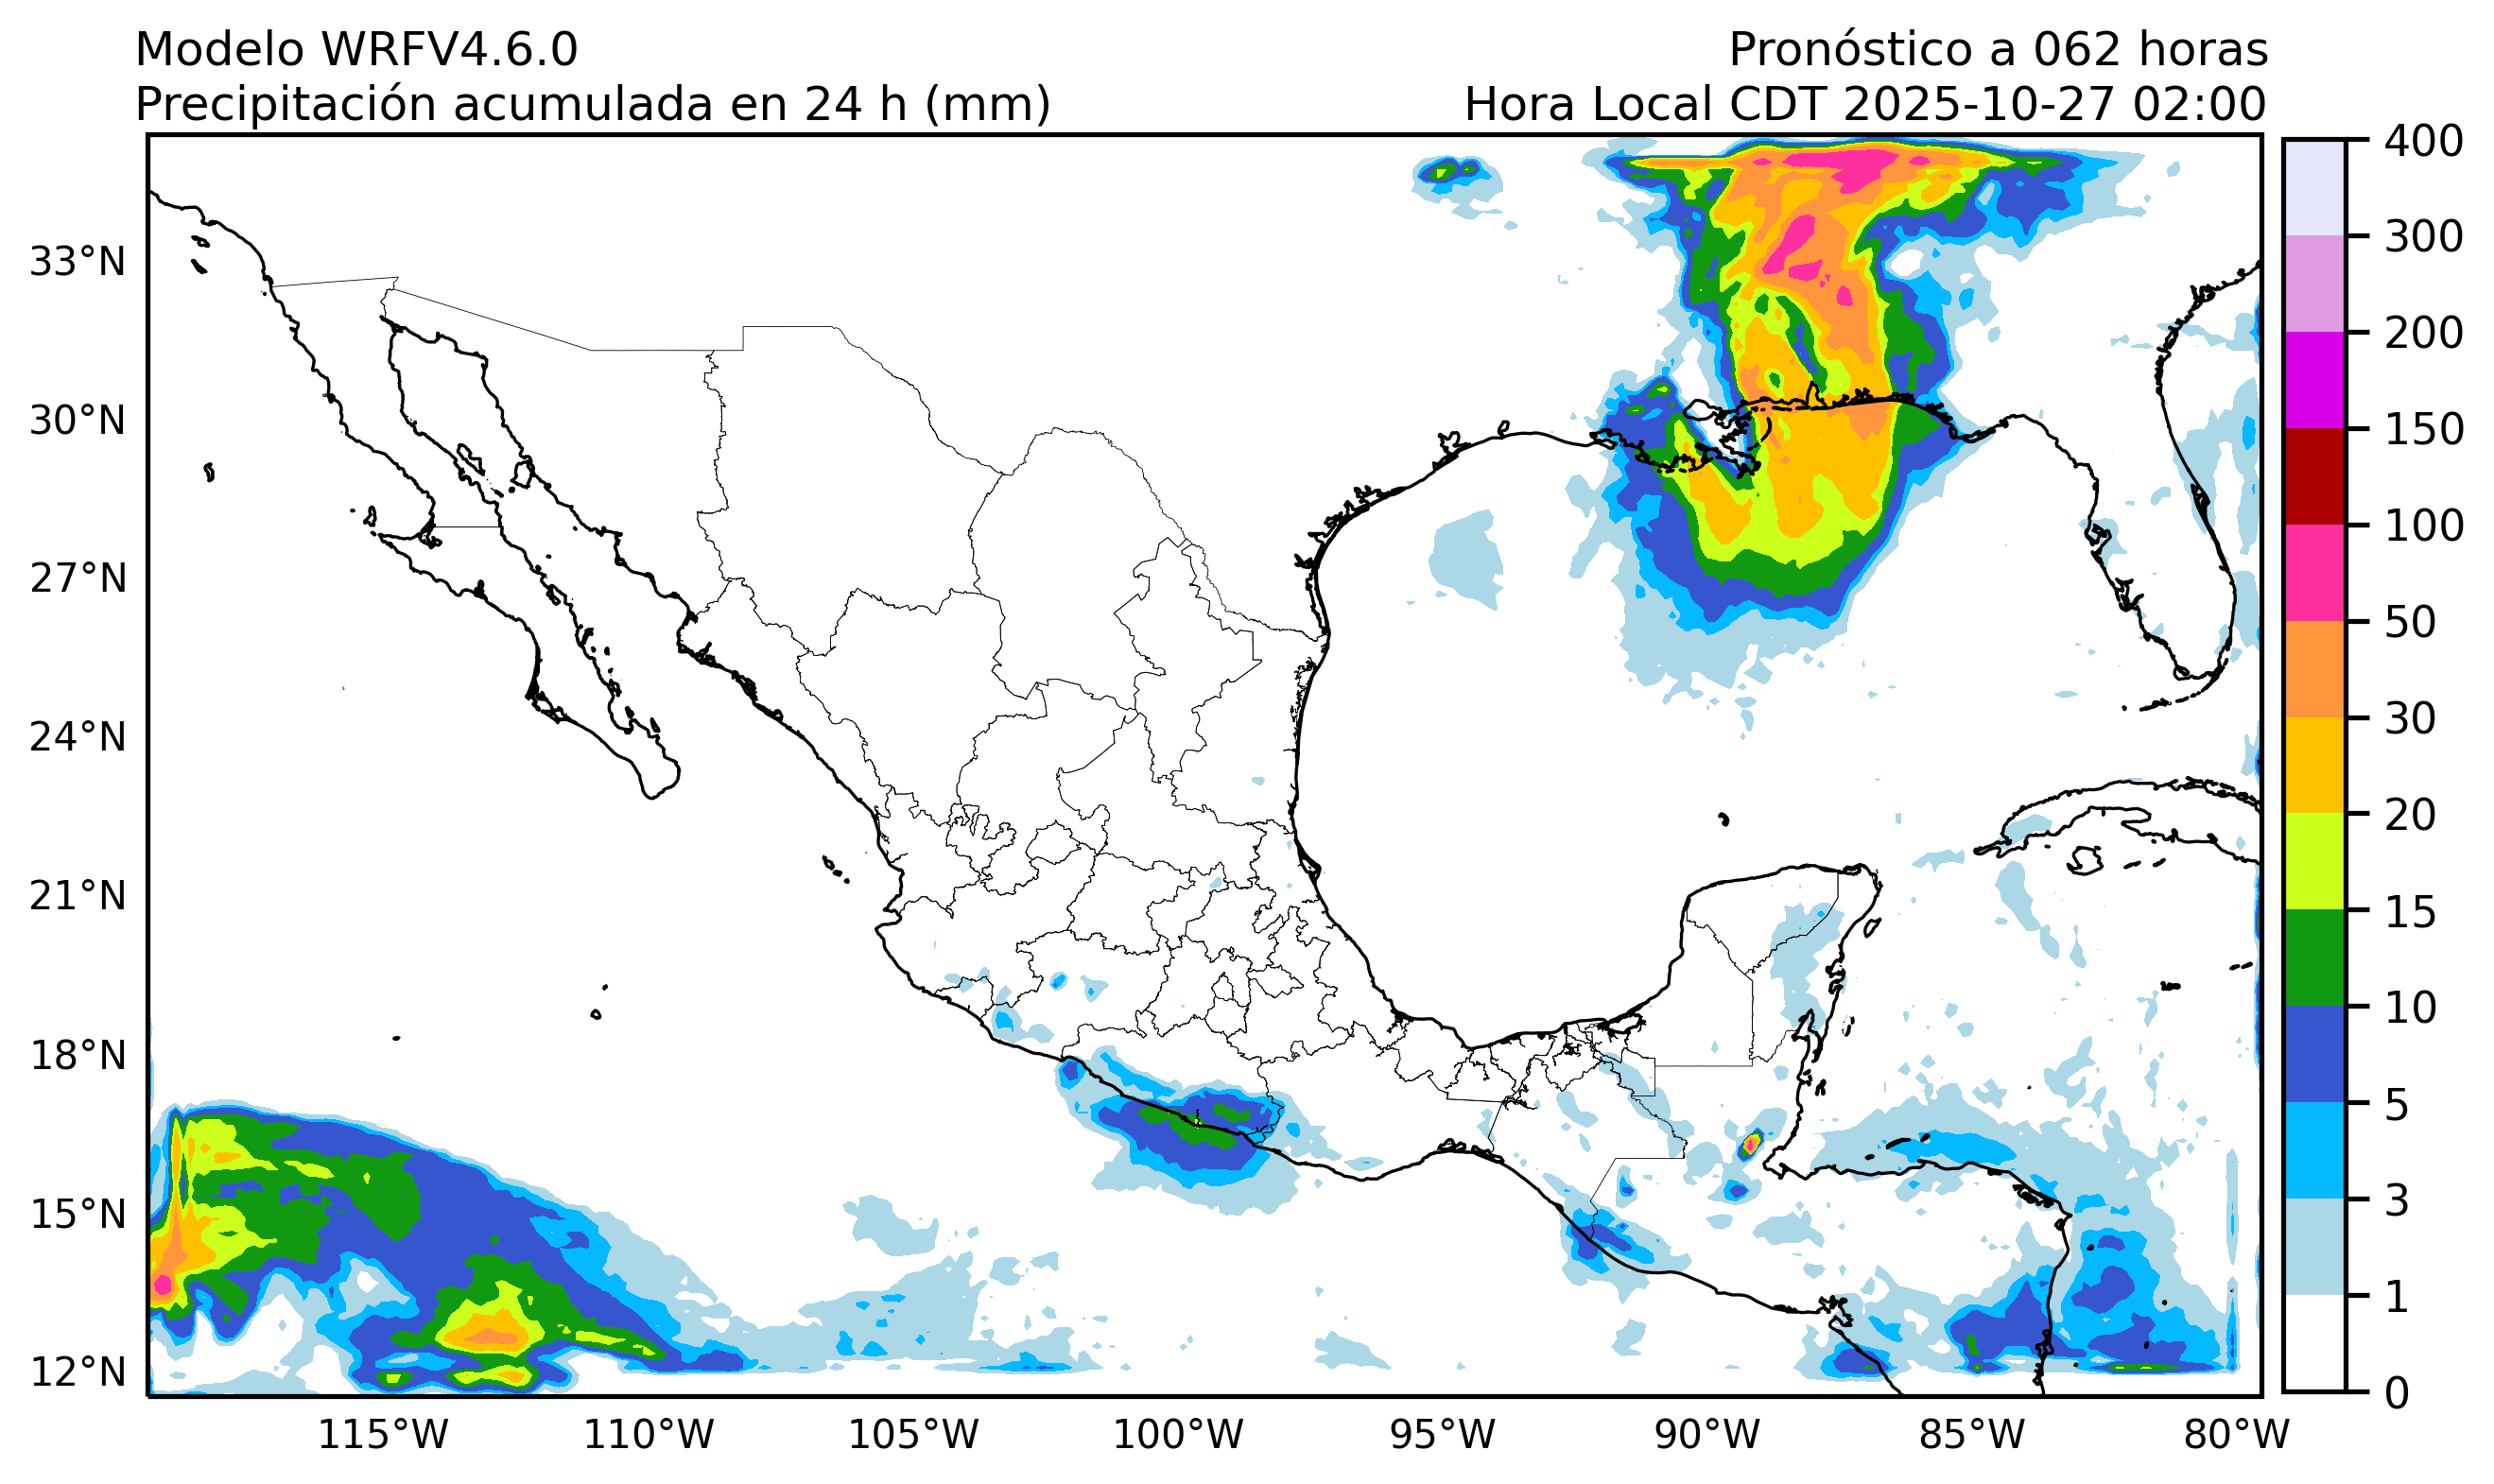 Modelo WRFV4.6.0
Pronóstico a 062 horas
Precipitación acumulada en 24 h (mm)
Hora Local CDT 2025-10-27 02:00
33°N
30°N
27°N
24°N
21°N
18°N
15°N
12°N
115°W
110°W
105°W
100°W
95°W
90°W
85°W
80°W
400
300
200
150
100
50
30
20
15
10
5
3
1
0